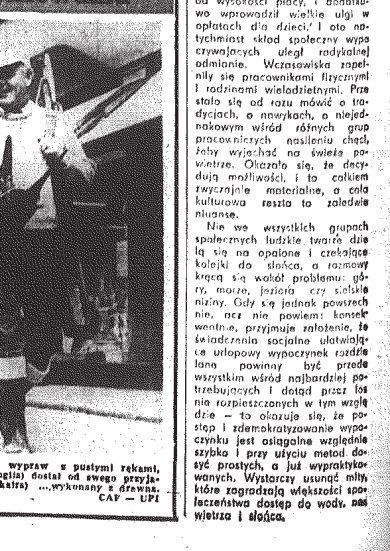 od wysokości płacy, i dodatko-
wo wprowadził wielkie ulgi w
opłatach dla dzieci.' I oto na-
tychmiast skład społeczny wypo
czywających uległ radykalnej
odmianie. Wczasowiska zapeł-
niły się pracownikami fizycznymi
i rodzinami wielodzietnymi. Prze
stało się od razu mówić o tra-
dycjach, o nawykach, o niejed-
nakowym wśród różnych grup
pracowniczych nasileniu chęci,
żeby wyjechać na świeże po-
wietrze. Okazało się, że decy-
dują możliwości, i to całkiem
zwyczajnie materialne, a cała
kulturowa reszta to zaledwie
niuanse.
Nie we wszystkich grupach
społecznych ludzkie twarze dzie
lą się na opalone i czekające
kolejki do słońca, a rozmowy
kręcą się wokół problemu: gó-
ry, morze, jeziora czy sielskie
niziny. Gdy się jednak powszech
nie, acz nie powiem: konsek
wentnie, przyjmuje założenie, że
świadczenia socjalne ułatwiają-
ce urlopowy wypoczynek rozdzie
lane powinny być przede
wszystkim wśród najbardziej po-
trzebujących i dotąd przez los
nie rozpieszczonych w tym wzglę
dzie — to okazuje się, że po-
stęp i zdemokratyzowanie wypo-
czynku jest osiągalne względnie
szybko i przy użyciu metod do-
syć prostych, a już wypraktyko-
wanych. Wystarczy usunąć mity,
które zagradzają większości spo-
łeczeństwa dostęp do wody, po-
wietrza i słońca.
wypraw z pustymi rękami,
nglia) dostał od swego przyja-
kaira) ...wykonany z drewna.
CAF — UPI